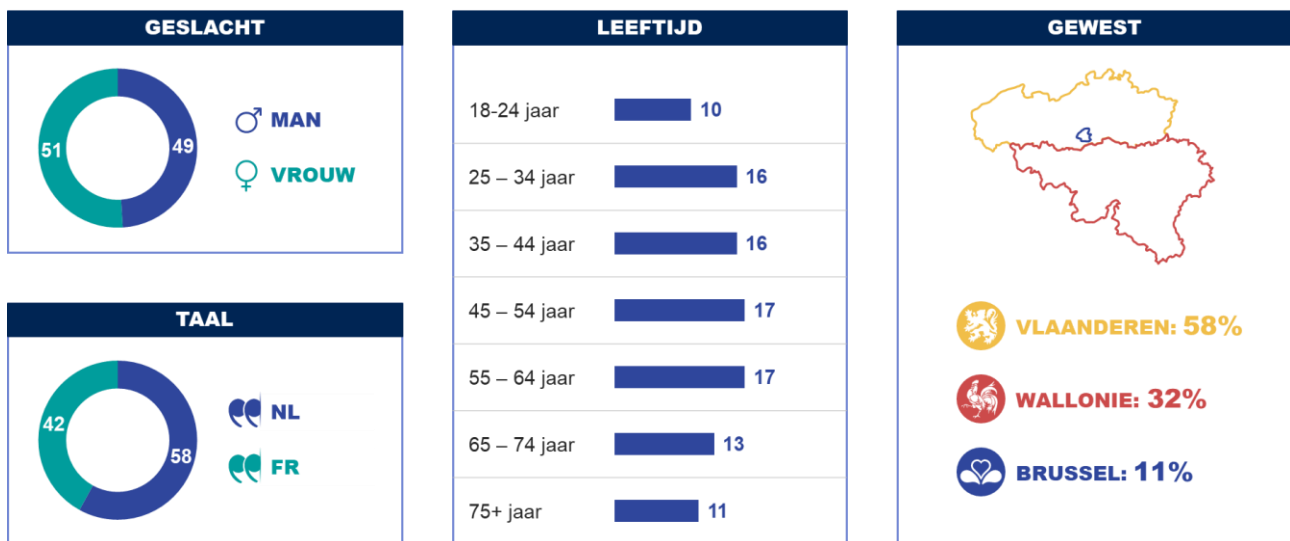 GESLACHT
51
49
MAN
VROUW
TAAL
42
58
NL
FR
LEEFTIJD
18-24 jaar 10
25 – 34 jaar 16
35 – 44 jaar 16
45 – 54 jaar 17
55 – 64 jaar 17
65 – 74 jaar 13
75+ jaar 11
GEWEST
VLAANDEREN: 58%
WALLONIE: 32%
BRUSSEL: 11%